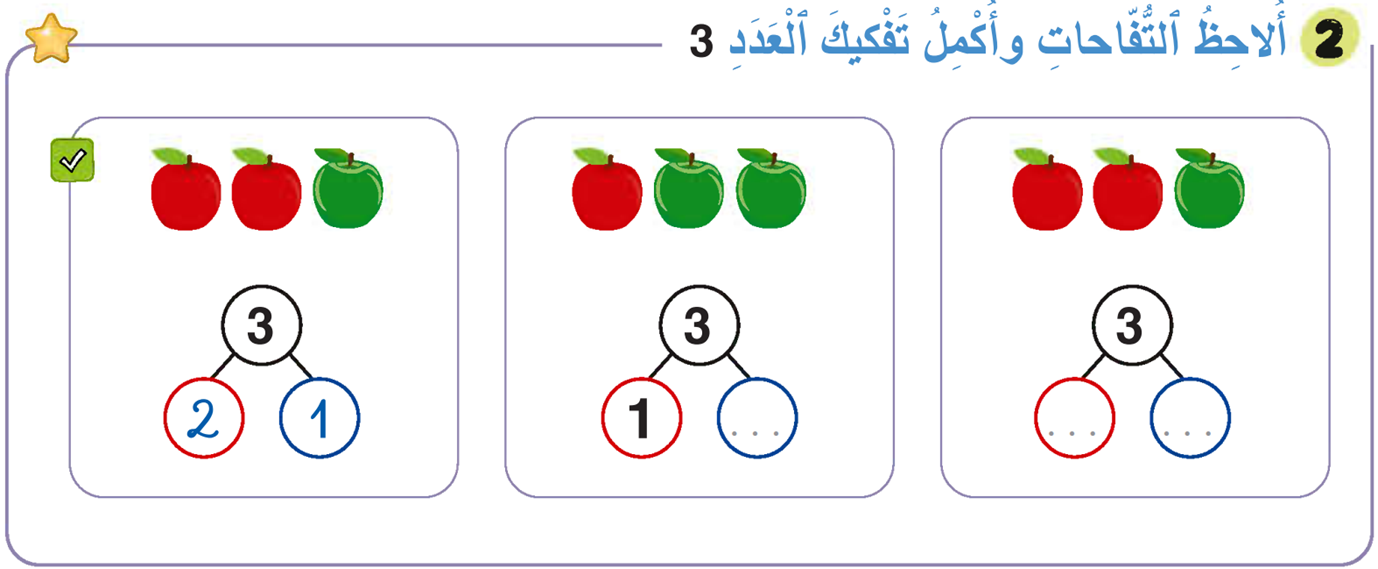 2 أُلاحِظُ ٱلتُّفّاحاتِ وأُكْمِلُ تَفْكيكَ ٱلْعَدَدِ 3
3 3 3
2 1 1 ... ... ...